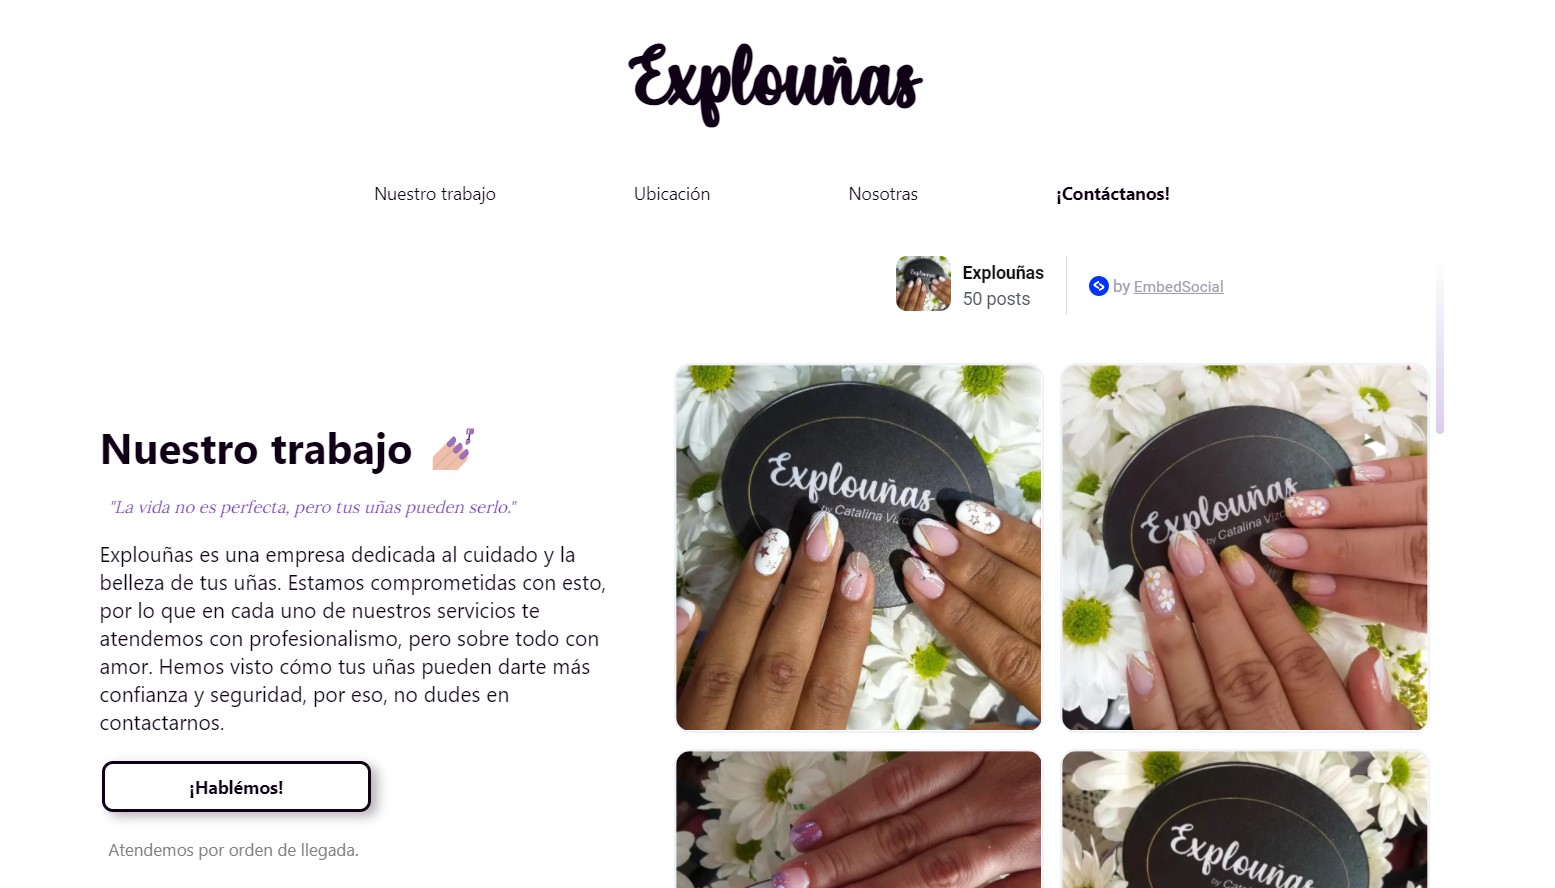 Explouñas
Nuestro trabajo
Ubicación
Nosotras
¡Contáctanos!
Explouñas
50 posts
by EmbedSocial
Nuestro trabajo
"La vida no es perfecta, pero tus uñas pueden serlo."
Explouñas es una empresa dedicada al cuidado y la
belleza de tus uñas. Estamos comprometidas con esto,
por lo que en cada uno de nuestros servicios te
atendemos con profesionalismo, pero sobre todo con
amor. Hemos visto cómo tus uñas pueden darte más
confianza y seguridad, por eso, no dudes en
contactarnos.
¡Hablémos!
Atendemos por orden de llegada.
Explouñas
by Catalina Vizca
Explouñas
by Catalina Vizc
Explouñas